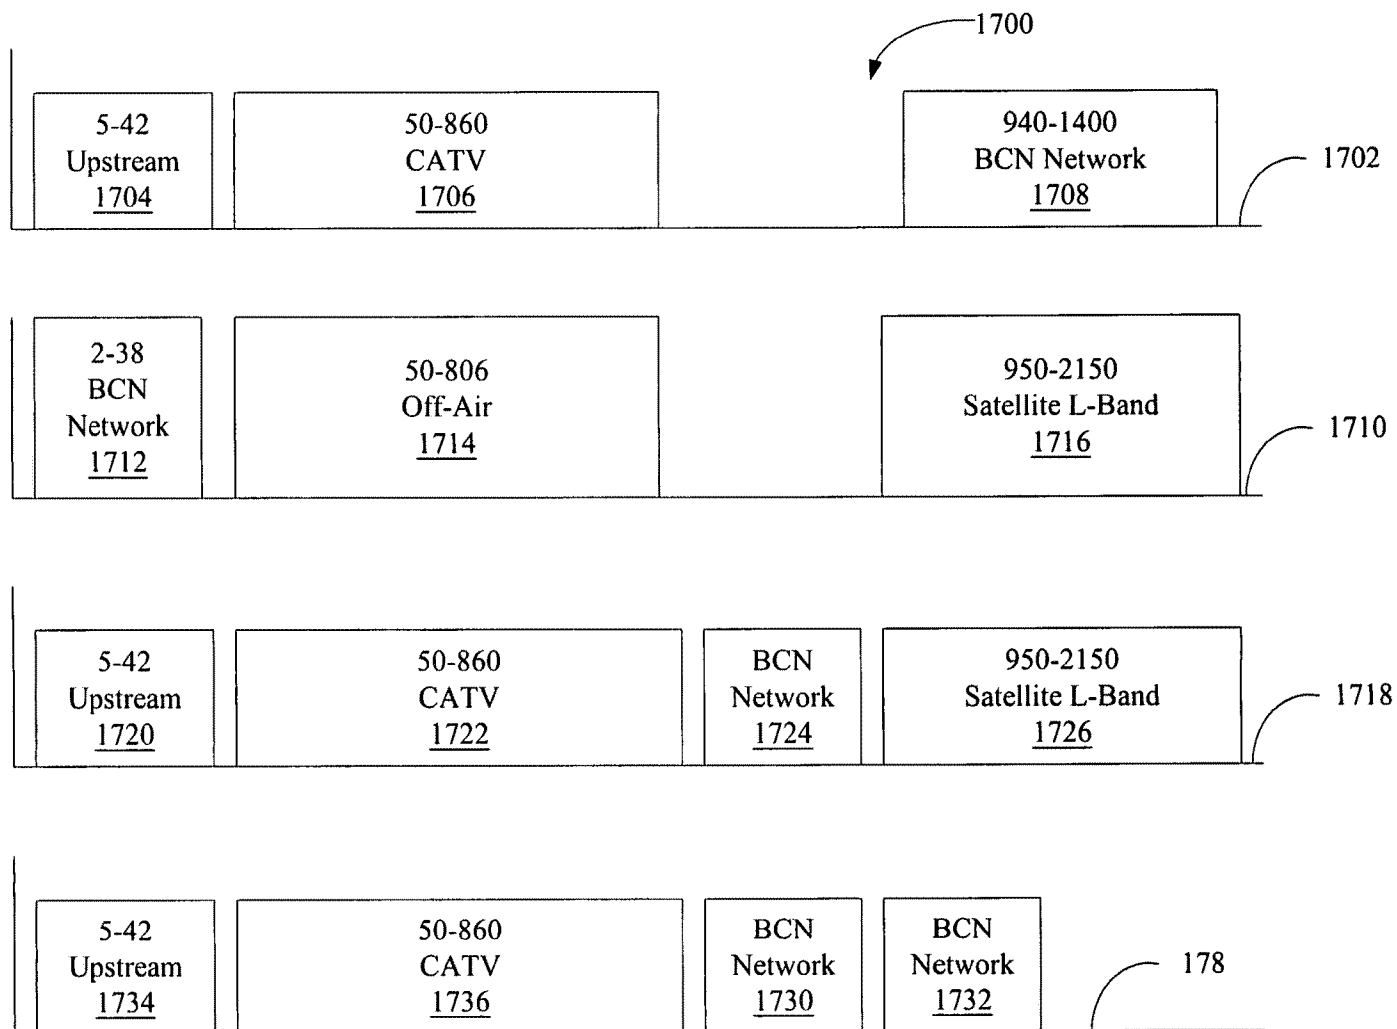 1700
5-42
Upstream
1704
50-860
CATV
1706
940-1400
BCN Network
1708
1702
2-38
BCN
Network
1712
50-806
Off-Air
1714
950-2150
Satellite L-Band
1716
1710
5-42
Upstream
1720
50-860
CATV
1722
BCN
Network
1724
950-2150
Satellite L-Band
1726
1718
5-42
Upstream
1734
50-860
CATV
1736
BCN
Network
1730
BCN
Network
1732
178